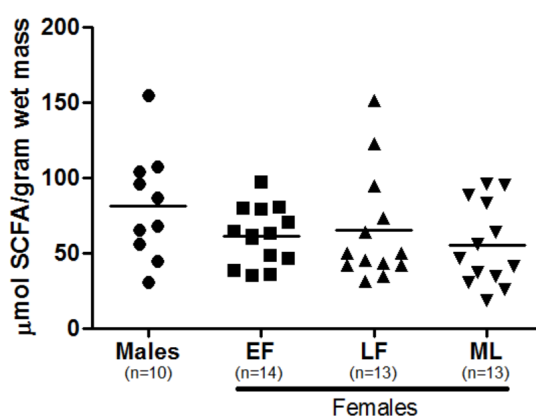 μmol SCFA/gram wet mass
200
150
100
50
0
Males EF LF ML
(n=10) (n=14) (n=13) (n=13)
Females